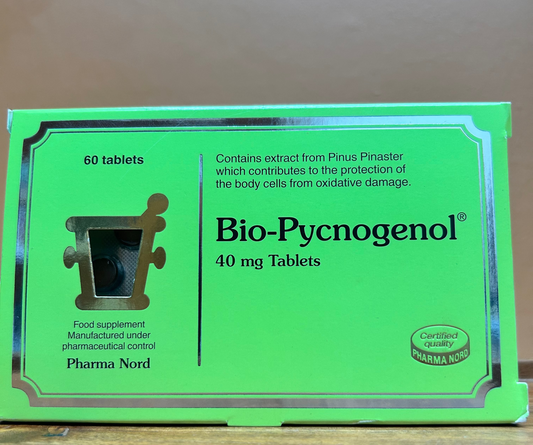 60 tablets
Food supplement
Manufactured under
pharmaceutical control
Pharma Nord
Contains extract from Pinus Pinaster
which contributes to the protection of
the body cells from oxidative damage.
Bio-Pycnogenol®
40 mg Tablets
Certified
quality
PHARMA NORD